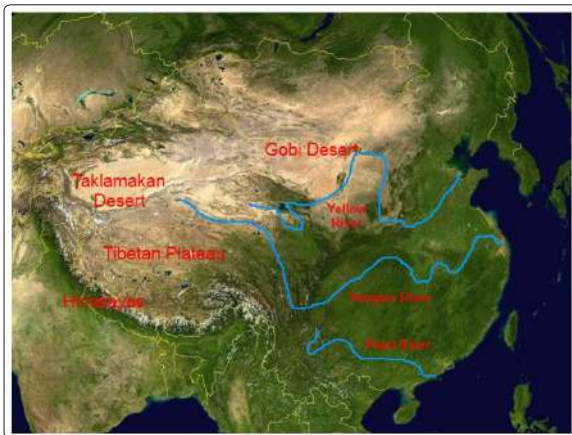 Gobi Desert
Taklamakan
Desert
Yellow
River
Tibetan Plateau
Himalayas
Yangtze River
Pearl River